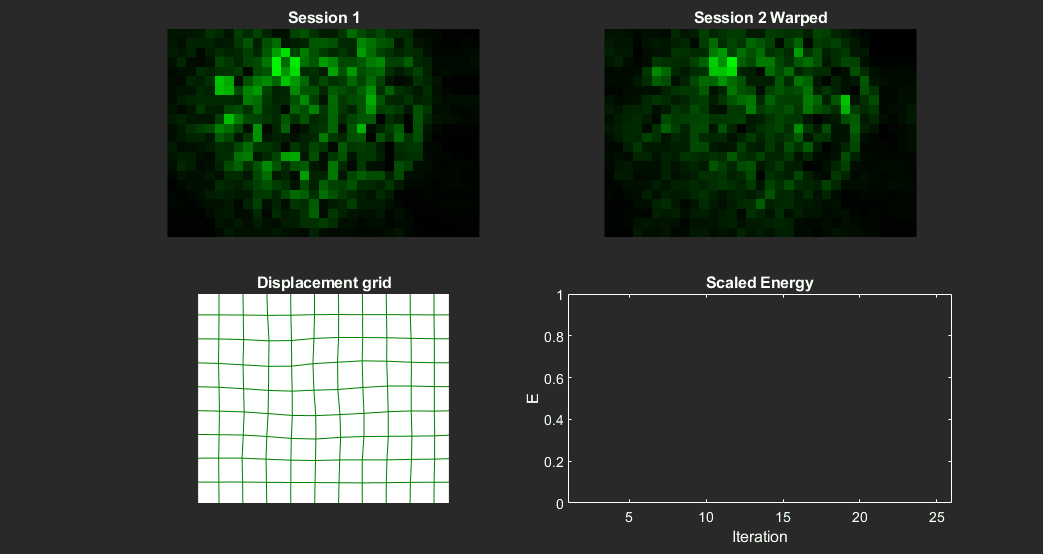 Session 1
Session 2 Warped
Displacement grid
Scaled Energy
1
0.8
0.6
0.4
0.2
0
E
5 10 15 20 25
Iteration